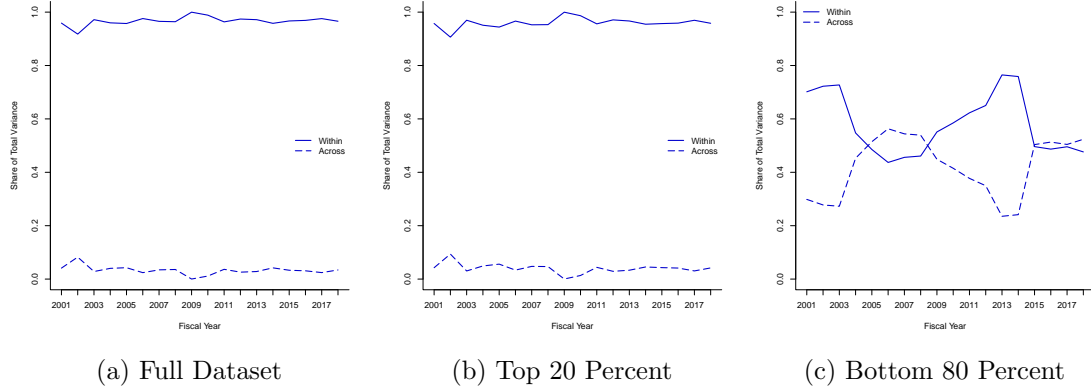 Share of Total Variance
1.0
0.8
0.6
0.4
0.2
0.0
Within
Across
2001 2003 2005 2007 2009 2011 2013 2015 2017
Fiscal Year
(a) Full Dataset
Share of Total Variance
1.0
0.8
0.6
0.4
0.2
0.0
Within
Across
2001 2003 2005 2007 2009 2011 2013 2015 2017
Fiscal Year
(b) Top 20 Percent
Share of Total Variance
1.0
0.8
0.6
0.4
0.2
0.0
Within
Across
2001 2003 2005 2007 2009 2011 2013 2015 2017
Fiscal Year
(c) Bottom 80 Percent